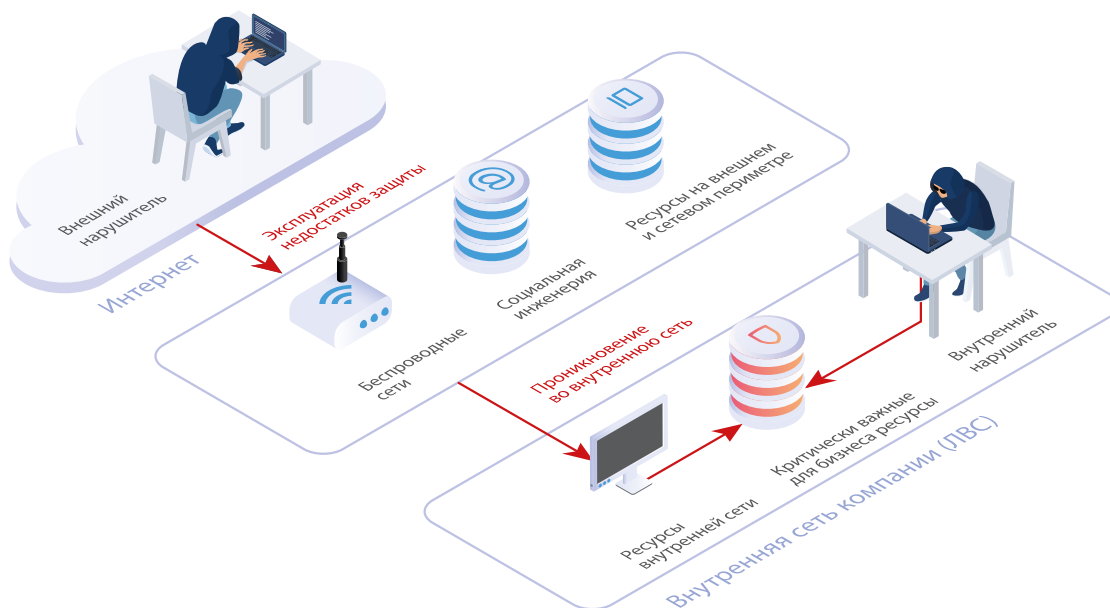 Внешний
нарушитель
Интернет
Эксплуатация
недостатков защиты
Беспроводные
сети
Социальная
инженерия
@
Ресурсы на внешнем
и сетевом периметре
Проникновение
во внутреннюю сеть
Ресурсы
внутренней сети
Критически важные
для бизнеса ресурсы
Внутренний
нарушитель
Внутренняя сеть компании (ЛВС)